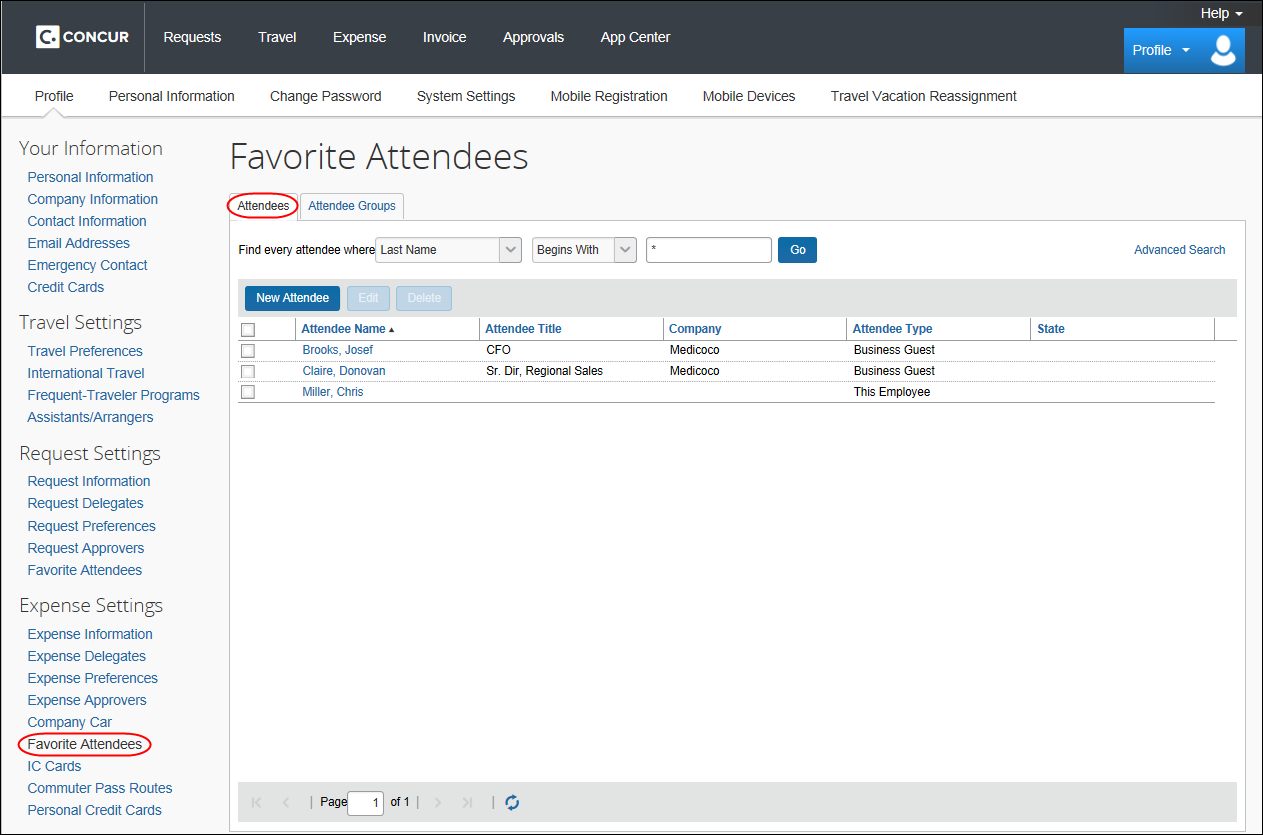 Help
C. CONCUR Requests Travel Expense Invoice Approvals App Center
Profile
Profile Personal Information Change Password System Settings Mobile Registration Mobile Devices Travel Vacation Reassignment
Your Information
Personal Information
Company Information
Contact Information
Email Addresses
Emergency Contact
Credit Cards
Travel Settings
Travel Preferences
International Travel
Frequent-Traveler Programs
Assistants/Arrangers
Request Settings
Request Information
Request Delegates
Request Preferences
Request Approvers
Favorite Attendees
Expense Settings
Expense Information
Expense Delegates
Expense Preferences
Expense Approvers
Company Car
Favorite Attendees
IC Cards
Commuter Pass Routes
Personal Credit Cards
Favorite Attendees
Attendees Attendee Groups
Find every attendee where Last Name Begins With * Go Advanced Search
New Attendee Edit Delete
Attendee Name Attendee Title Company Attendee Type State
Brooks, Josef CFO Medicoco Business Guest
Claire, Donovan Sr. Dir, Regional Sales Medicoco Business Guest
Miller, Chris This Employee
Page 1 of 1